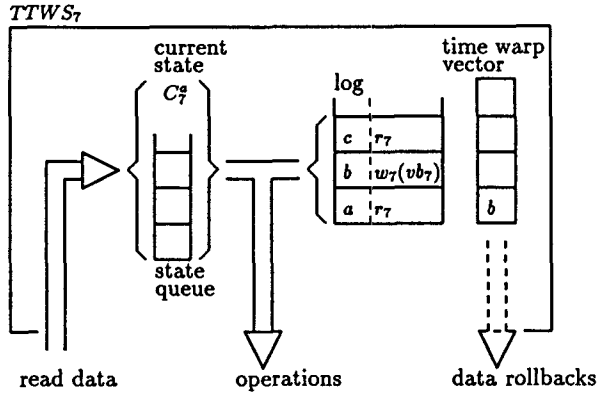 TTWS₇
current
state
C₇ᵃ
log
time warp
vector
c r₇
b w₇(vb₇)
a r₇
b
state
queue
read data
operations
data rollbacks